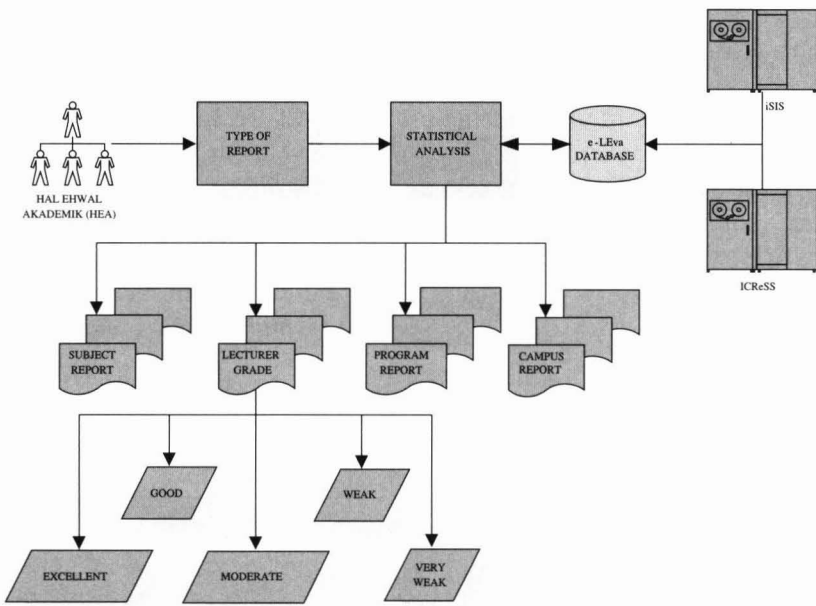 iSIS
TYPE OF
REPORT
STATISTICAL
ANALYSIS
e-LEva
DATABASE
HAL EHWAL
AKADEMIK (HEA)
ICReSS
SUBJECT
REPORT
LECTURER
GRADE
PROGRAM
REPORT
CAMPUS
REPORT
GOOD
WEAK
EXCELLENT
MODERATE
VERY
WEAK